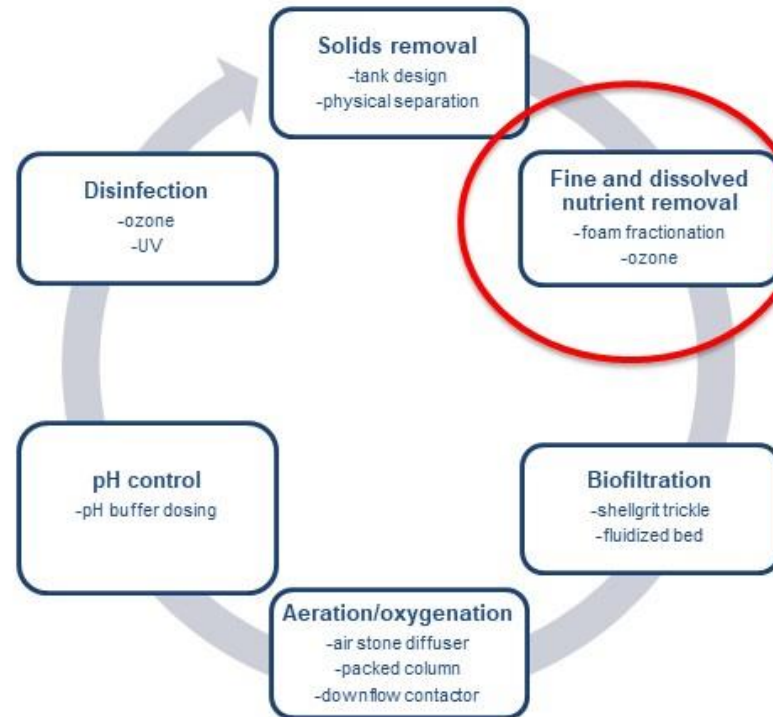 Solids removal
-tank design
-physical separation
Fine and dissolved
nutrient removal
-foam fractionation
-ozone
Biofiltration
-shellgrit trickle
-fluidized bed
Aeration/oxygenation
-air stone diffuser
-packed column
-downflow contactor
pH control
-pH buffer dosing
Disinfection
-ozone
-UV